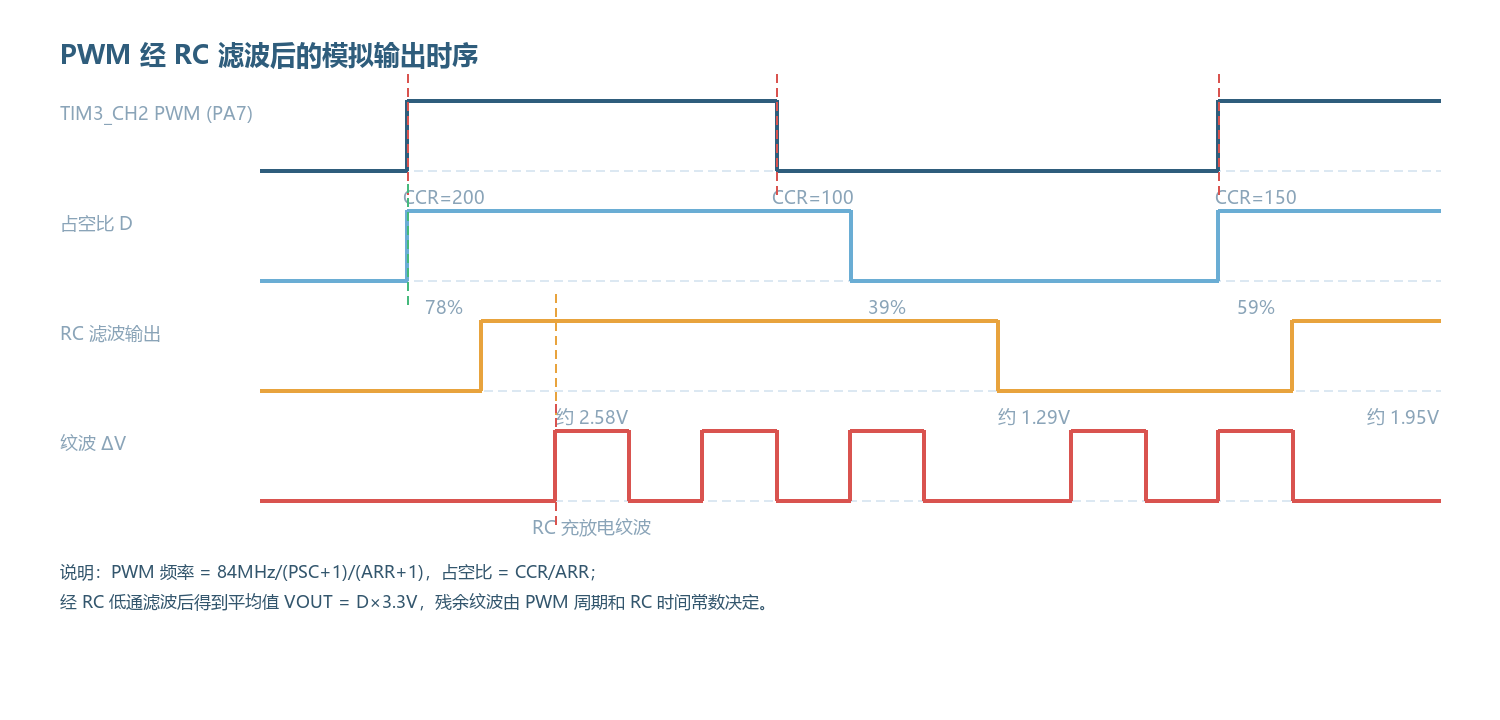 PWM 经 RC 滤波后的模拟输出时序
TIM3_CH2 PWM (PA7)
CCR=200
CCR=100
CCR=150
占空比 D
78%
39%
59%
RC 滤波输出
约 2.58V
约 1.29V
约 1.95V
纹波 ΔV
RC 充放电纹波
说明：PWM 频率 = 84MHz/(PSC+1)/(ARR+1)，占空比 = CCR/ARR；
经 RC 低通滤波后得到平均值 VOUT = D×3.3V，残余纹波由 PWM 周期和 RC 时间常数决定。